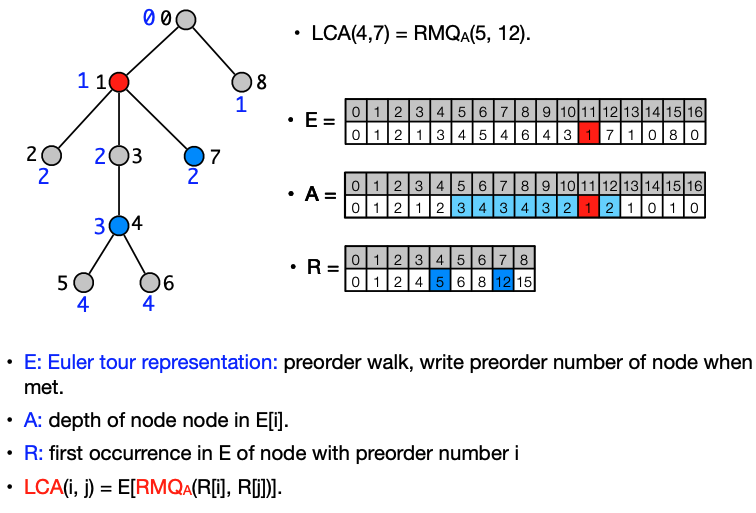 0 0
1 1
8
1
2
2
2 3
7
2
3 4
5
4
6
4
• LCA(4,7) = RMQA(5, 12).
0 1 2 3 4 5 6 7 8 9 10 11 12 13 14 15 16
• E = 0 1 2 1 3 4 5 4 6 4 3 1 7 1 0 8 0
0 1 2 3 4 5 6 7 8 9 10 11 12 13 14 15 16
• A = 0 1 2 1 2 3 4 3 4 3 2 1 2 1 0 1 0
0 1 2 3 4 5 6 7 8
• R = 0 1 2 4 5 6 8 12 15
• E: Euler tour representation: preorder walk, write preorder number of node when
met.
• A: depth of node node in E[i].
• R: first occurrence in E of node with preorder number i
• LCA(i, j) = E[RMQA(R[i], R[j])].